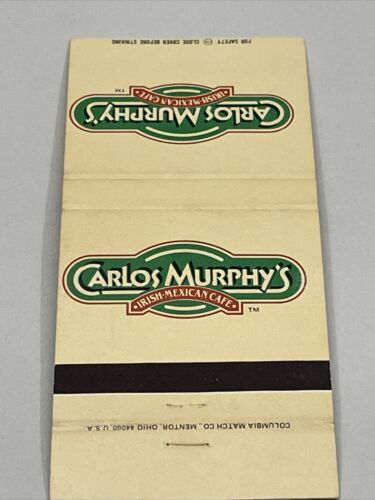 FOR SAFETY CLOSE COVER BEFORE STRIKING
CARLOS MURPHY'S
•IRISH-MEXICAN CAFE•
TM
CARLOS MURPHY'S
•IRISH-MEXICAN CAFE•
TM
COLUMBIA MATCH CO., MENTOR, OHIO 44060, U.S.A.